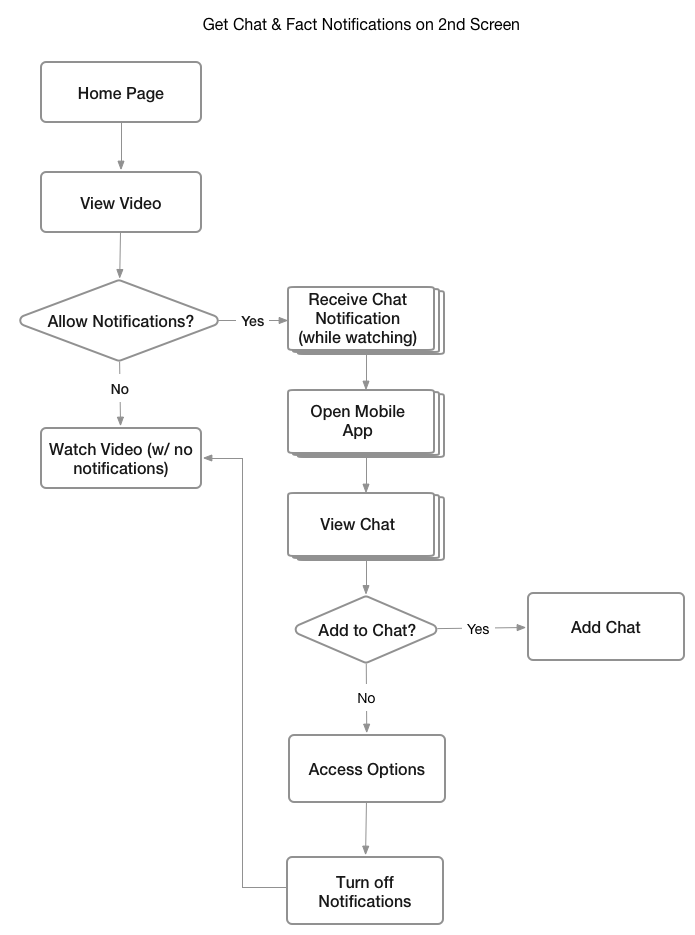 Get Chat & Fact Notifications on 2nd Screen
Home Page
View Video
Allow Notifications?
Yes
Receive Chat
Notification
(while watching)
No
Open Mobile
App
Watch Video (w/ no
notifications)
View Chat
Add to Chat?
Yes
Add Chat
No
Access Options
Turn off
Notifications